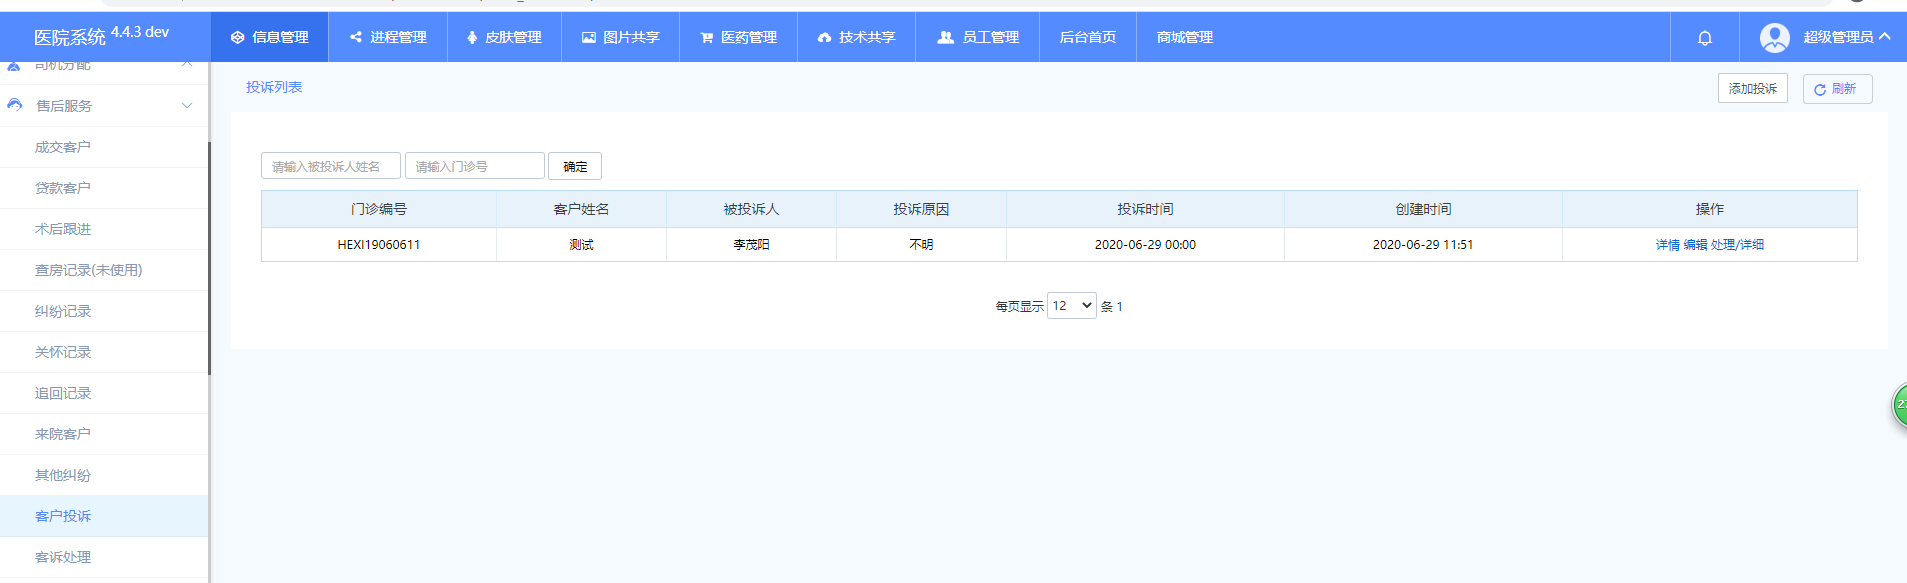 医院系统 4.4.3 dev
信息管理
进程管理
皮肤管理
图片共享
医药管理
技术共享
员工管理
后台首页
商城管理
超级管理员
司机分配
售后服务
成交客户
贷款客户
术后跟进
查房记录(未使用)
纠纷记录
关怀记录
追回记录
来院客户
其他纠纷
客户投诉
客诉处理
投诉列表
添加投诉
刷新
请输入被投诉人姓名
请输入门诊号
确定
门诊编号 客户姓名 被投诉人 投诉原因 投诉时间 创建时间 操作
HEXI19060611 测试 李茂阳 不明 2020-06-29 00:00 2020-06-29 11:51 详情 编辑 处理/详细
每页显示 12 条 1